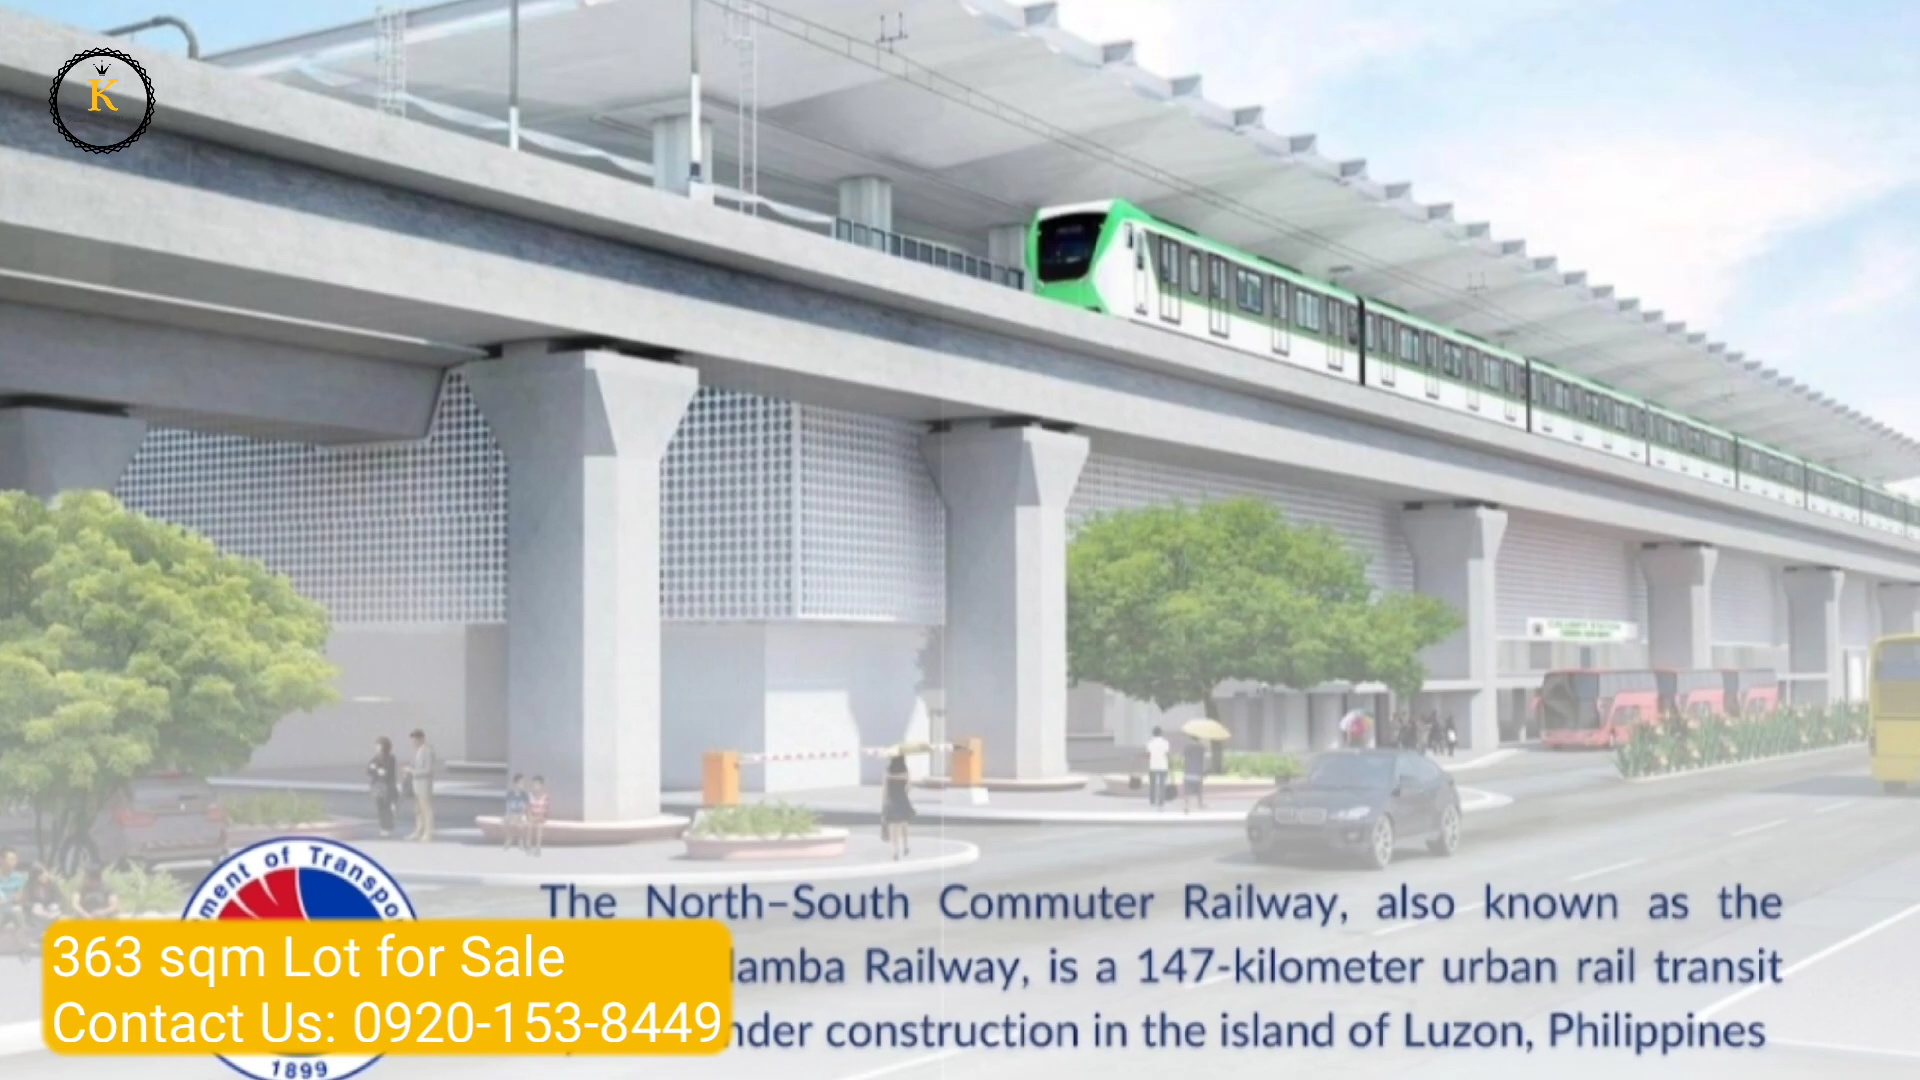 K
ment of Transpo
The North–South Commuter Railway, also known as the
lamba Railway, is a 147-kilometer urban rail transit
nder construction in the island of Luzon, Philippines
363 sqm Lot for Sale
Contact Us: 0920-153-8449
1899